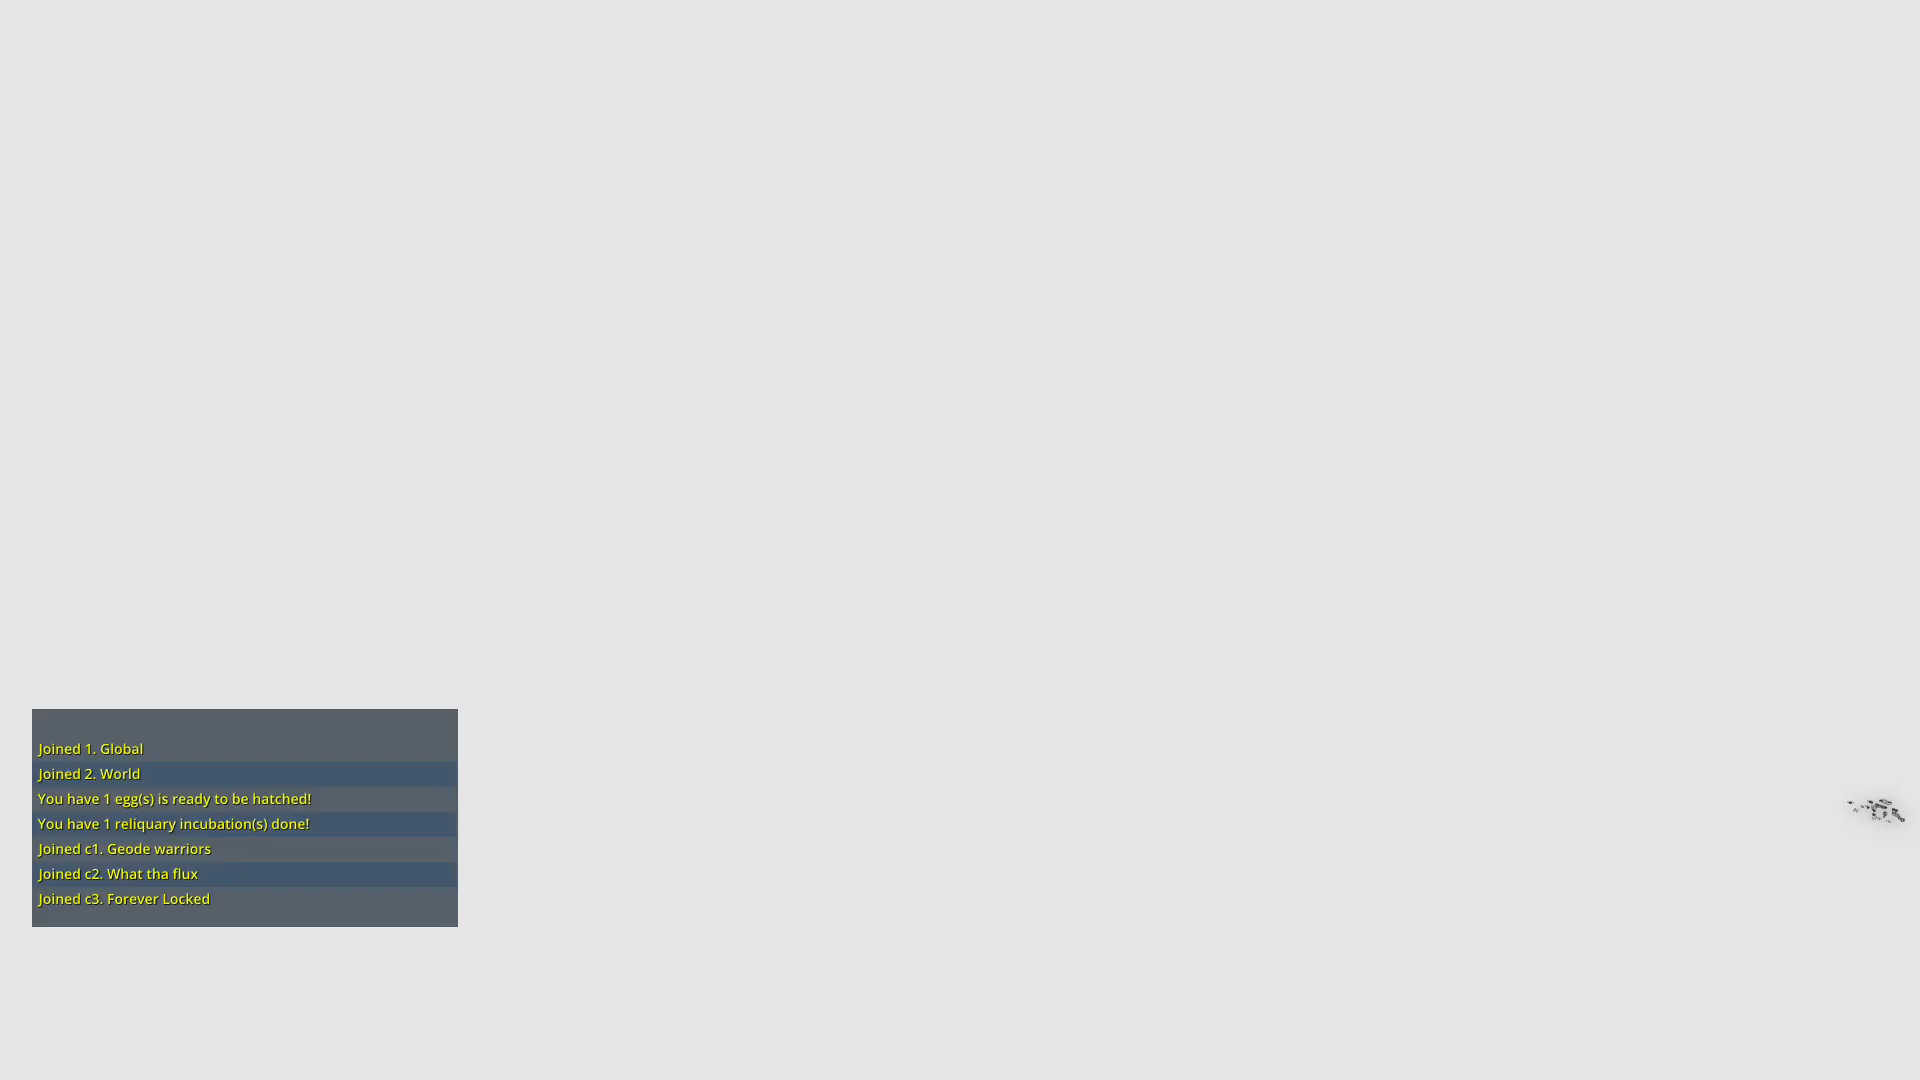 Joined 1. Global
Joined 2. World
You have 1 egg(s) is ready to be hatched!
You have 1 reliquary incubation(s) done!
Joined c1. Geode warriors
Joined c2. What tha flux
Joined c3. Forever Locked